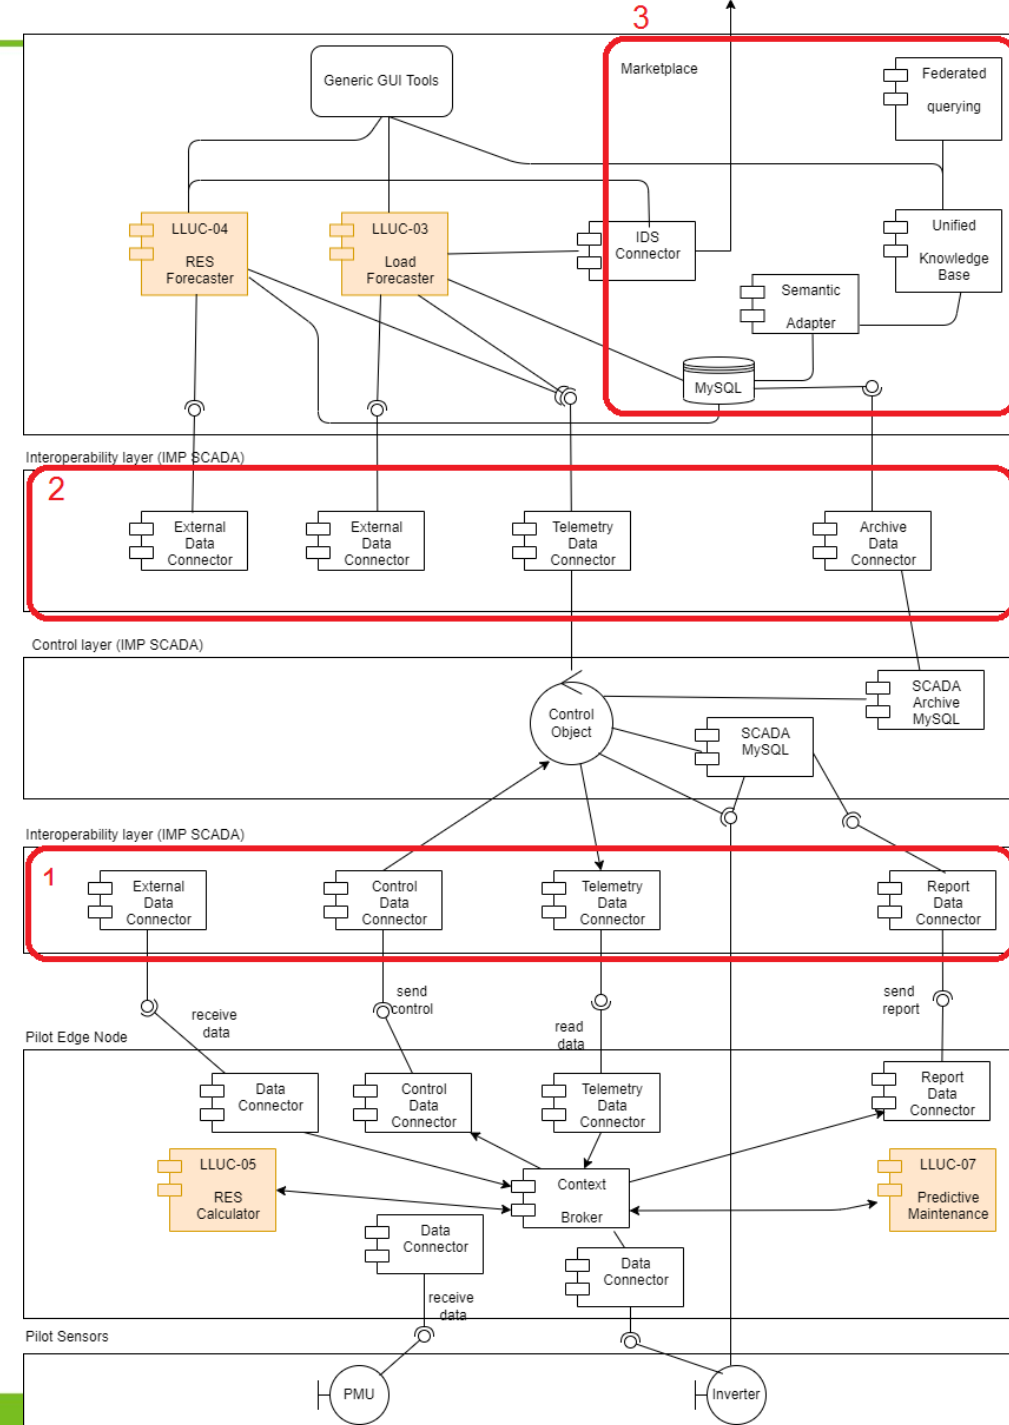 3
Generic GUI Tools
Marketplace
Federated
querying
LLUC-04
RES
Forecaster
LLUC-03
Load
Forecaster
IDS
Connector
Unified
Knowledge
Base
Semantic
Adapter
MySQL
Interoperability layer (IMP SCADA)
2
External
Data
Connector
External
Data
Connector
Telemetry
Data
Connector
Archive
Data
Connector
Control layer (IMP SCADA)
Control
Object
SCADA
MySQL
SCADA
Archive
MySQL
Interoperability layer (IMP SCADA)
1
External
Data
Connector
Control
Data
Connector
Telemetry
Data
Connector
Report
Data
Connector
receive
data
send
control
read
data
send
report
Pilot Edge Node
Data
Connector
Control
Data
Connector
Telemetry
Data
Connector
Report
Data
Connector
LLUC-05
RES
Calculator
Context
Broker
LLUC-07
Predictive
Maintenance
Data
Connector
Data
Connector
receive
data
Pilot Sensors
PMU
Inverter